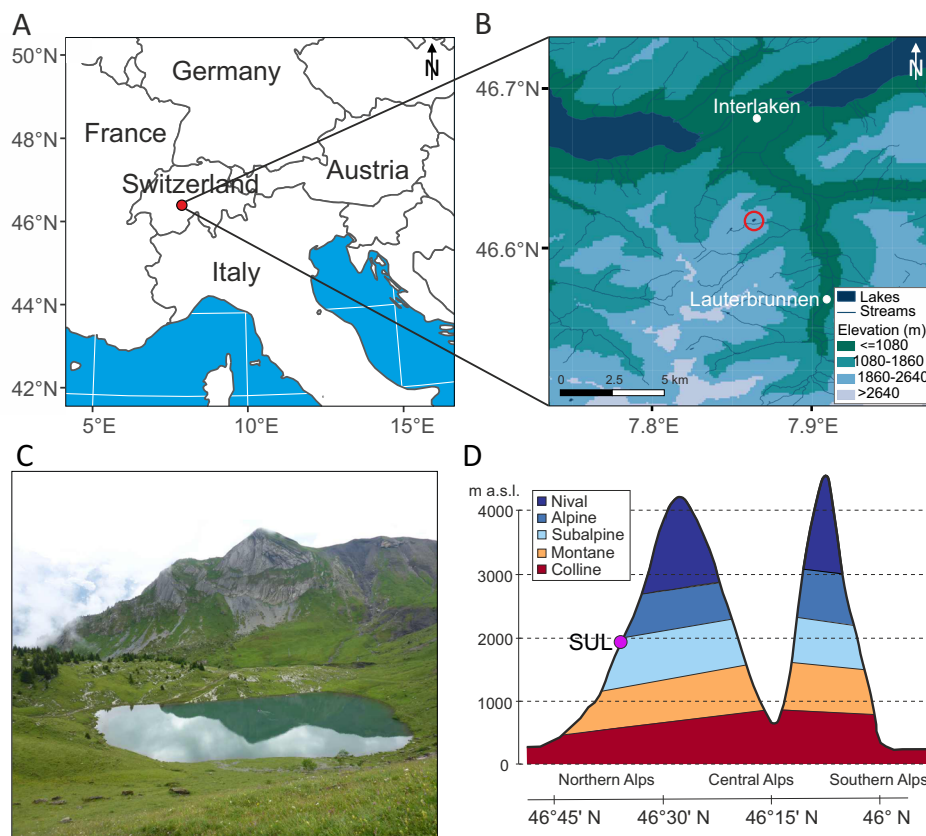 A
50°N
48°N
46°N
44°N
42°N
5°E
10°E
15°E
Germany
France
Switzerland
Austria
Italy
N
B
46.7°N
46.6°N
7.8°E
7.9°E
Interlaken
Lauterbrunnen
N
0 2.5 5 km
Lakes
Streams
Elevation (m)
<=1080
1080-1860
1860-2640
>2640
C
D
m a.s.l.
4000
3000
2000
1000
0
Nival
Alpine
Subalpine
Montane
Colline
SUL
Northern Alps Central Alps Southern Alps
46°45' N 46°30' N 46°15' N 46° N